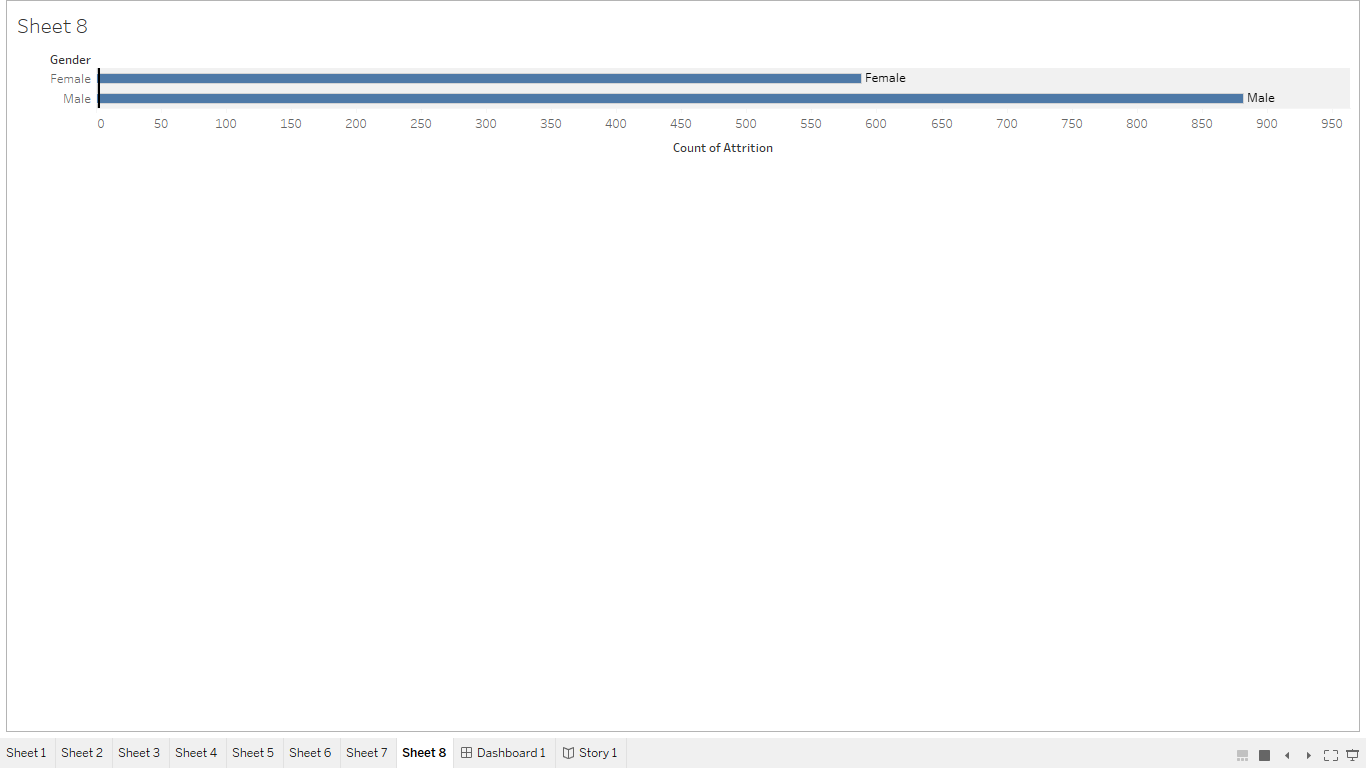 Sheet 8
Gender
Female Female
Male Male
0 50 100 150 200 250 300 350 400 450 500 550 600 650 700 750 800 850 900 950
Count of Attrition
Sheet 1 Sheet 2 Sheet 3 Sheet 4 Sheet 5 Sheet 6 Sheet 7 Sheet 8 Dashboard 1 Story 1